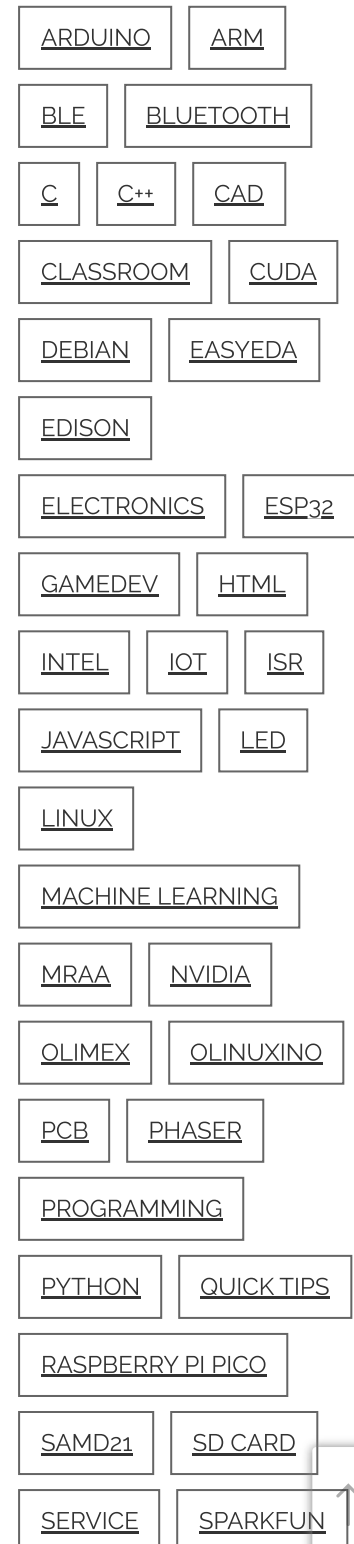 ARDUINO ARM
BLE BLUETOOTH
C C++ CAD
CLASSROOM CUDA
DEBIAN EASYEDA
EDISON
ELECTRONICS ESP32
GAMEDEV HTML
INTEL IOT ISR
JAVASCRIPT LED
LINUX
MACHINE LEARNING
MRAA NVIDIA
OLIMEX OLINUXINO
PCB PHASER
PROGRAMMING
PYTHON QUICK TIPS
RASPBERRY PI PICO
SAMD21 SD CARD
SERVICE SPARKFUN